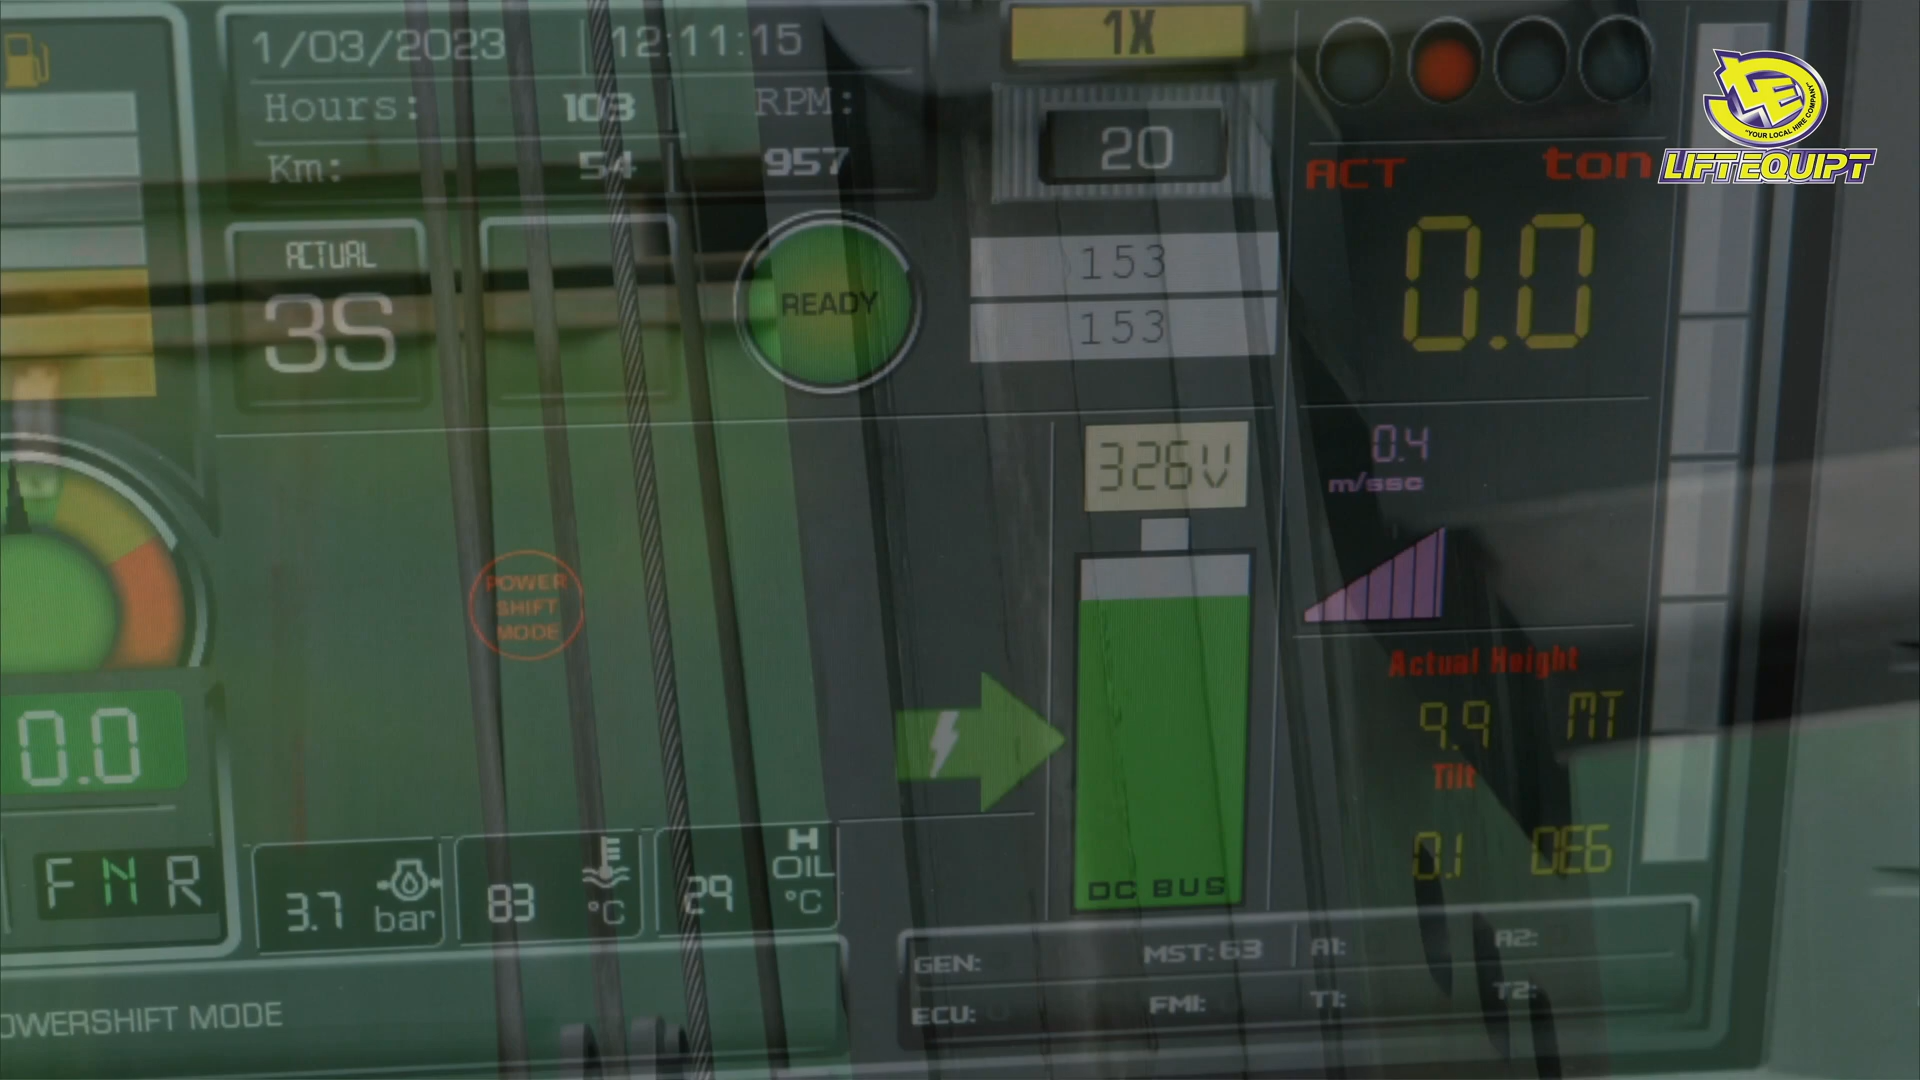 1/03/2023 12:11:15
Hours: 103 RPM:
Km: 54 957
ACTUAL
3S
READY
1X
20
153
153
ACT ton
0.0
0.4
m/ssc
326V
POWER
SHIFT
MODE
Actual Height
9.9 MT
Tilt
0.1 DEG
DC BUS
0.0
F N R
3.7 bar
83 °C
29 H OIL °C
OWERSHIFT MODE
GEN: MST: 63 A1: A2:
ECU: FMI: T1: T2:
LE
"YOUR LOCAL HIRE COMPANY"
LIFTEQUIPT